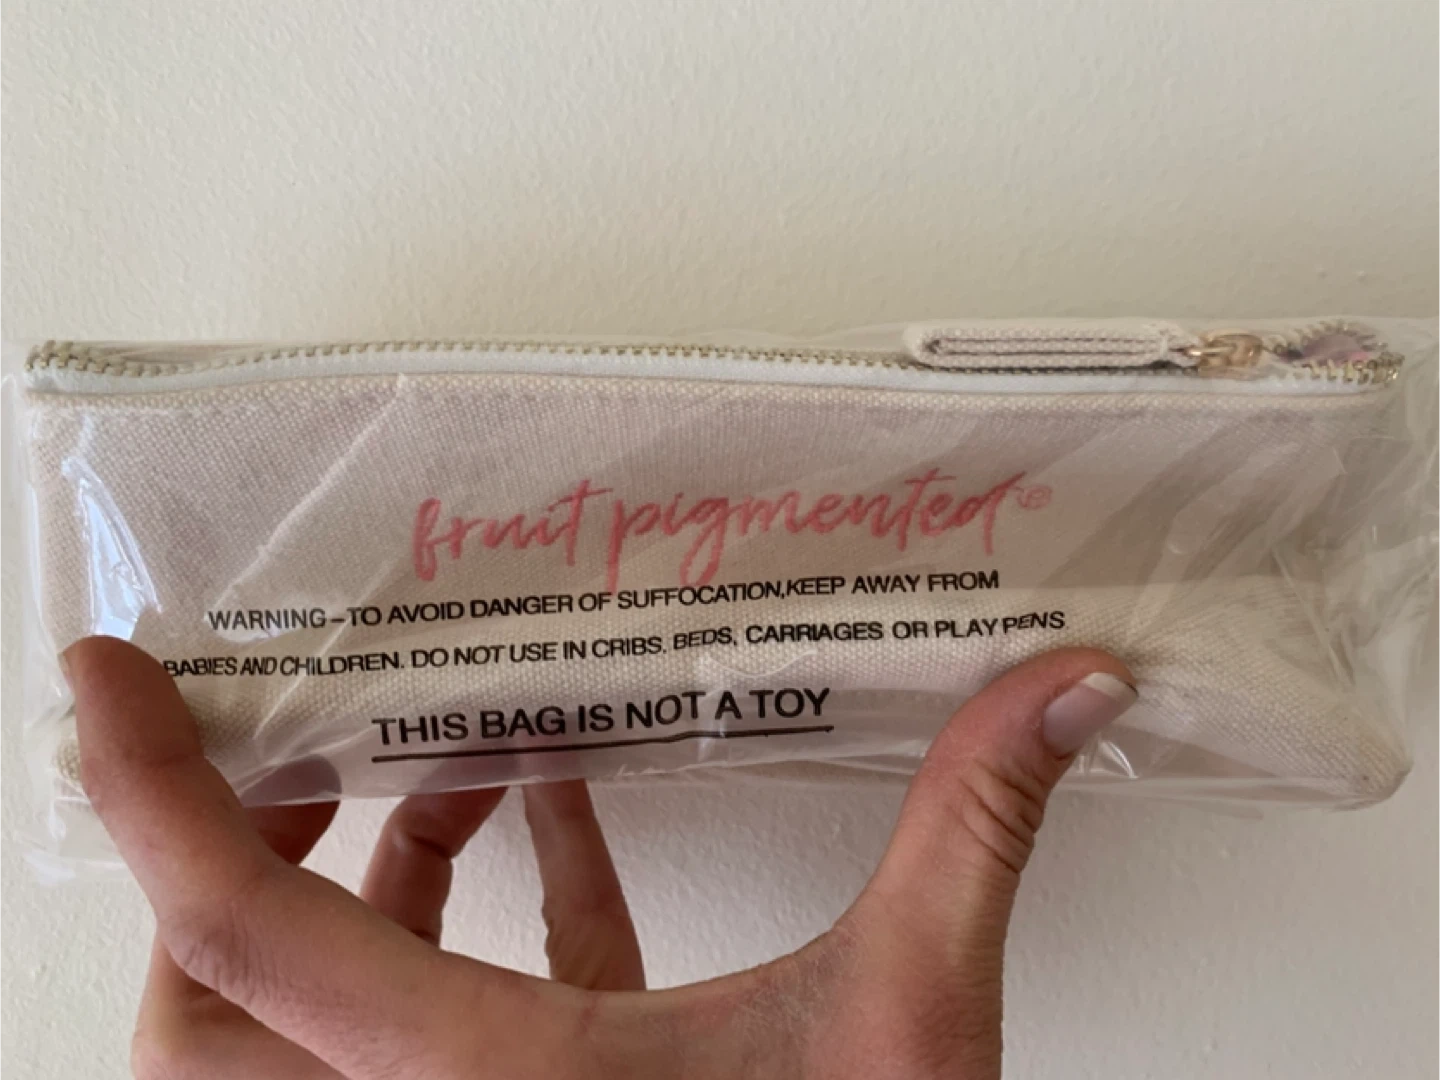 fruit pigmented®
WARNING-TO AVOID DANGER OF SUFFOCATION,KEEP AWAY FROM
BABIES AND CHILDREN. DO NOT USE IN CRIBS. BEDS, CARRIAGES OR PLAY PENS
THIS BAG IS NOT A TOY